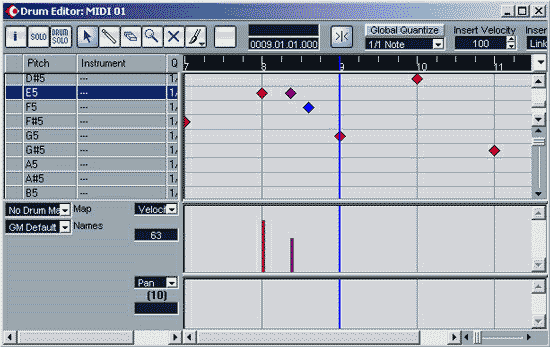 Drum Editor: MIDI 01
i SOLO DRUM SOLO 0009.01.01.000 Global Quantize 1/1 Note Insert Velocity 100 Inser Link
Pitch Instrument Q 7 8 9 10 11
D#5 --- 1/
E5 --- 1/
F5 --- 1/
F#5 --- 1/
G5 --- 1/
G#5 --- 1/
A5 --- 1/
A#5 --- 1/
B5 --- 1/
No Drum Ma Map Veloci
GM Default Names 63
Pan
(10)